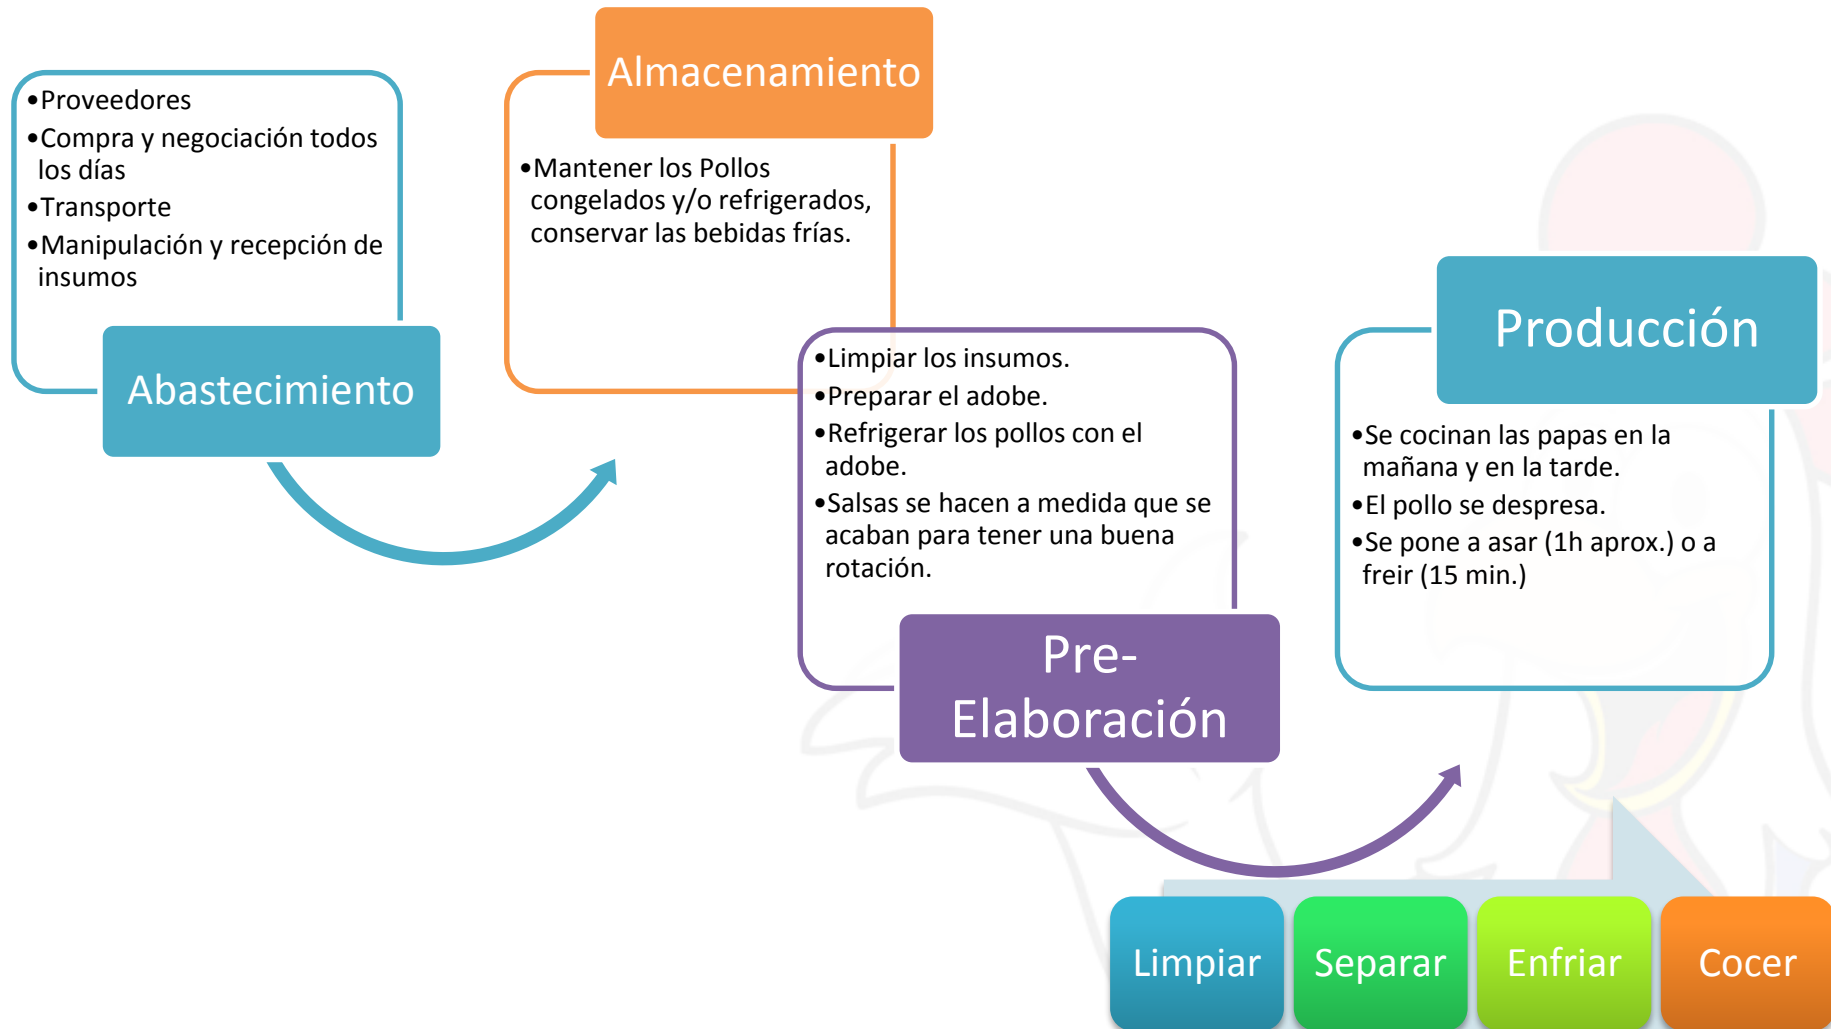 •Proveedores
•Compra y negociación todos
los días
•Transporte
•Manipulación y recepción de
insumos
Abastecimiento
Almacenamiento
•Mantener los Pollos
congelados y/o refrigerados,
conservar las bebidas frías.
•Limpiar los insumos.
•Preparar el adobe.
•Refrigerar los pollos con el
adobe.
•Salsas se hacen a medida que se
acaban para tener una buena
rotación.
Pre-
Elaboración
Producción
•Se cocinan las papas en la
mañana y en la tarde.
•El pollo se despresa.
•Se pone a asar (1h aprox.) o a
freir (15 min.)
Limpiar
Separar
Enfriar
Cocer